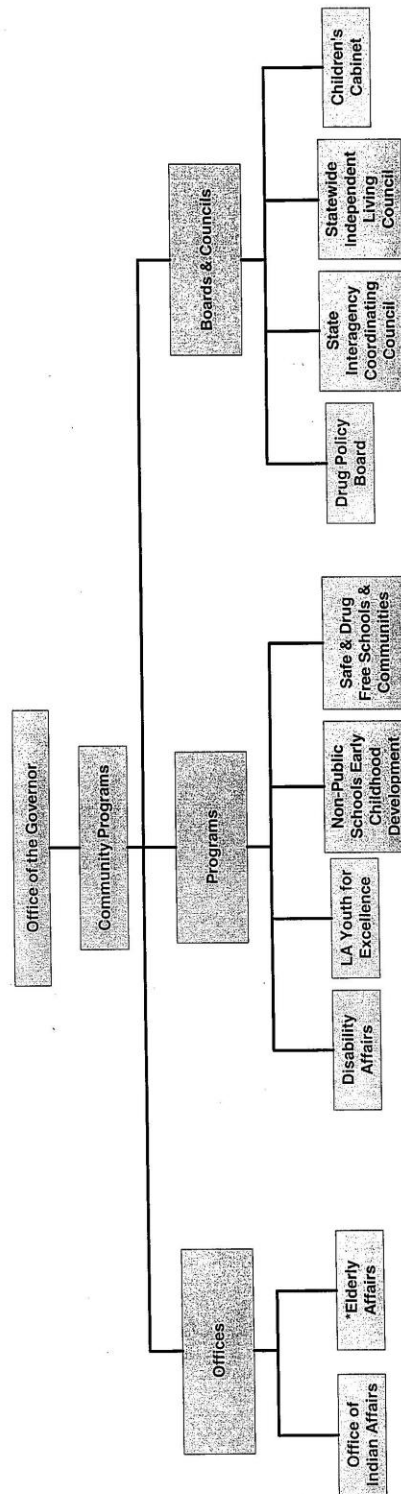 Office of the Governor
Community Programs
Offices
Programs
Boards & Councils
Office of
Indian Affairs
*Elderly
Affairs
Disability
Affairs
LA Youth for
Excellence
Non-Public
Schools Early
Childhood
Development
Safe & Drug
Free Schools &
Communities
Drug Policy
Board
State
Interagency
Coordinating
Council
Statewide
Independent
Living
Council
Children's
Cabinet